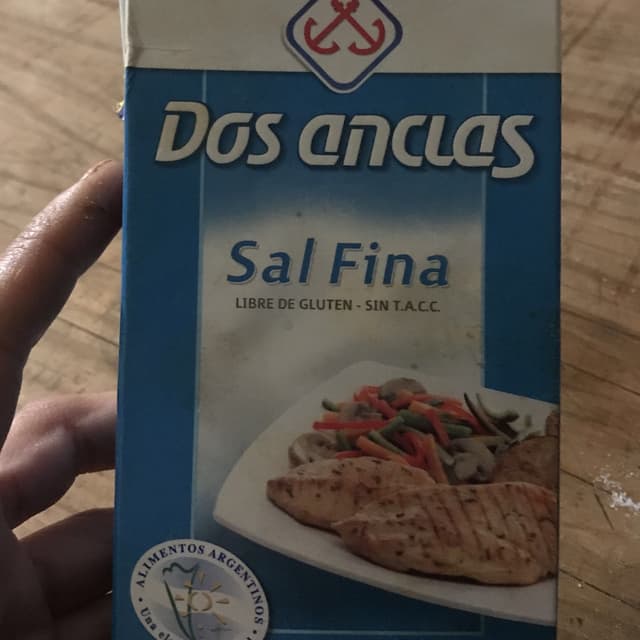 Dos anclas
Sal Fina
LIBRE DE GLUTEN - SIN T.A.C.C.
ALIMENTOS ARGENTINOS